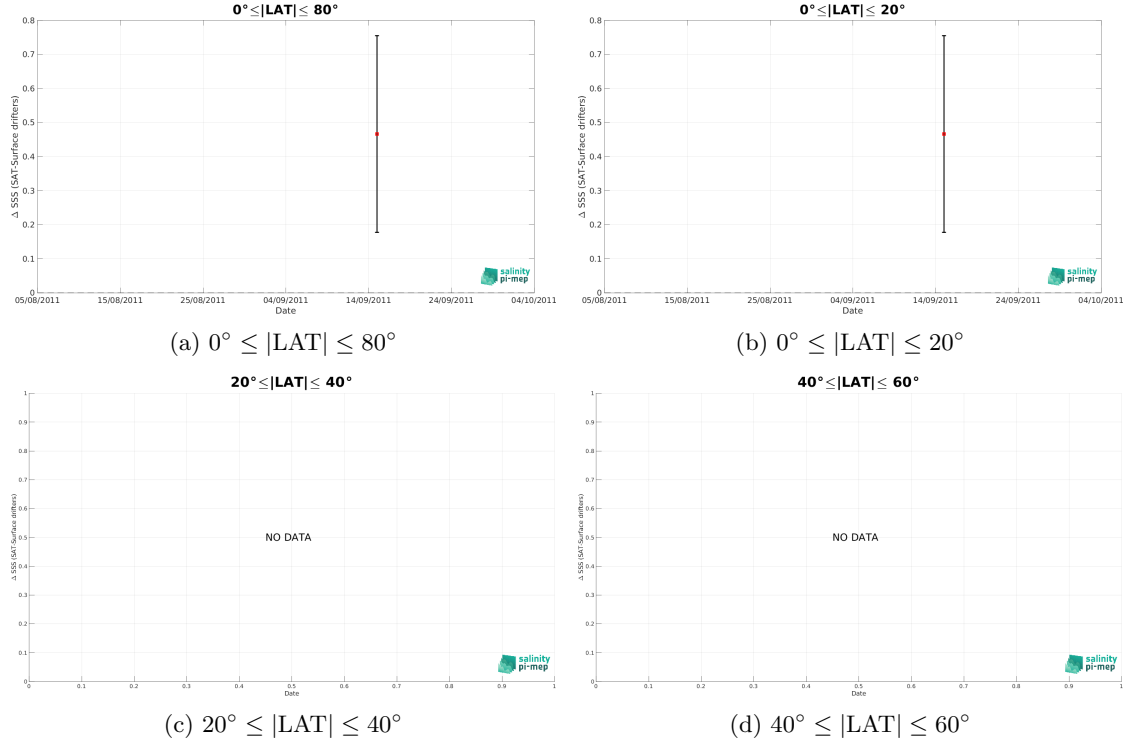 0°≤|LAT|≤ 80°
0.8
0.7
0.6
0.5
0.4
0.3
0.2
0.1
0
Δ SSS (SAT-Surface drifters)
05/08/2011 15/08/2011 25/08/2011 04/09/2011 14/09/2011 24/09/2011 04/10/2011
Date
salinity
pi-mep
(a) 0° ≤ |LAT| ≤ 80°
0°≤|LAT|≤ 20°
0.8
0.7
0.6
0.5
0.4
0.3
0.2
0.1
0
Δ SSS (SAT-Surface drifters)
05/08/2011 15/08/2011 25/08/2011 04/09/2011 14/09/2011 24/09/2011 04/10/2011
Date
salinity
pi-mep
(b) 0° ≤ |LAT| ≤ 20°
20°≤|LAT|≤ 40°
1
0.9
0.8
0.7
0.6
0.5
0.4
0.3
0.2
0.1
0
Δ SSS (SAT-Surface drifters)
NO DATA
0 0.1 0.2 0.3 0.4 0.5 0.6 0.7 0.8 0.9 1
Date
salinity
pi-mep
(c) 20° ≤ |LAT| ≤ 40°
40°≤|LAT|≤ 60°
1
0.9
0.8
0.7
0.6
0.5
0.4
0.3
0.2
0.1
0
Δ SSS (SAT-Surface drifters)
NO DATA
0 0.1 0.2 0.3 0.4 0.5 0.6 0.7 0.8 0.9 1
Date
salinity
pi-mep
(d) 40° ≤ |LAT| ≤ 60°